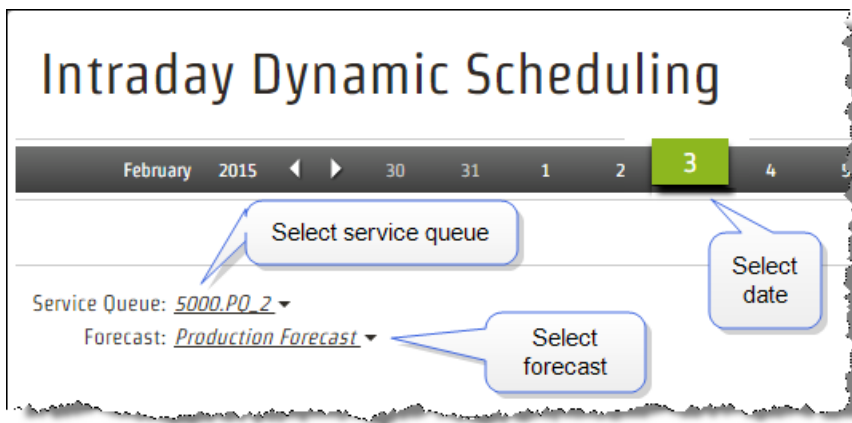 Intraday Dynamic Scheduling
February 2015 30 31 1 2 3 4
Select service queue
Select
date
Service Queue: 5000.PQ_2
Forecast: Production Forecast
Select
forecast